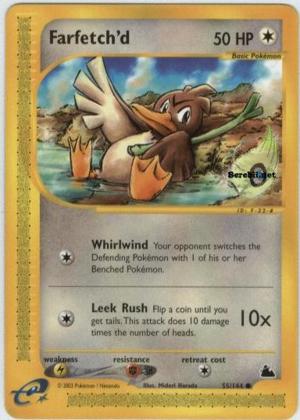 Farfetch'd 50 HP
Basic Pokémon
Serebii.net
ID: F-22-#
Whirlwind Your opponent switches the
Defending Pokémon with 1 of his or her
Benched Pokémon.
Leek Rush Flip a coin until you
get tails. This attack does 10 damage
times the number of heads.
10x
weakness resistance retreat cost
©2003 Pokémon / Nintendo Illus. Midori Harada 55/144
e